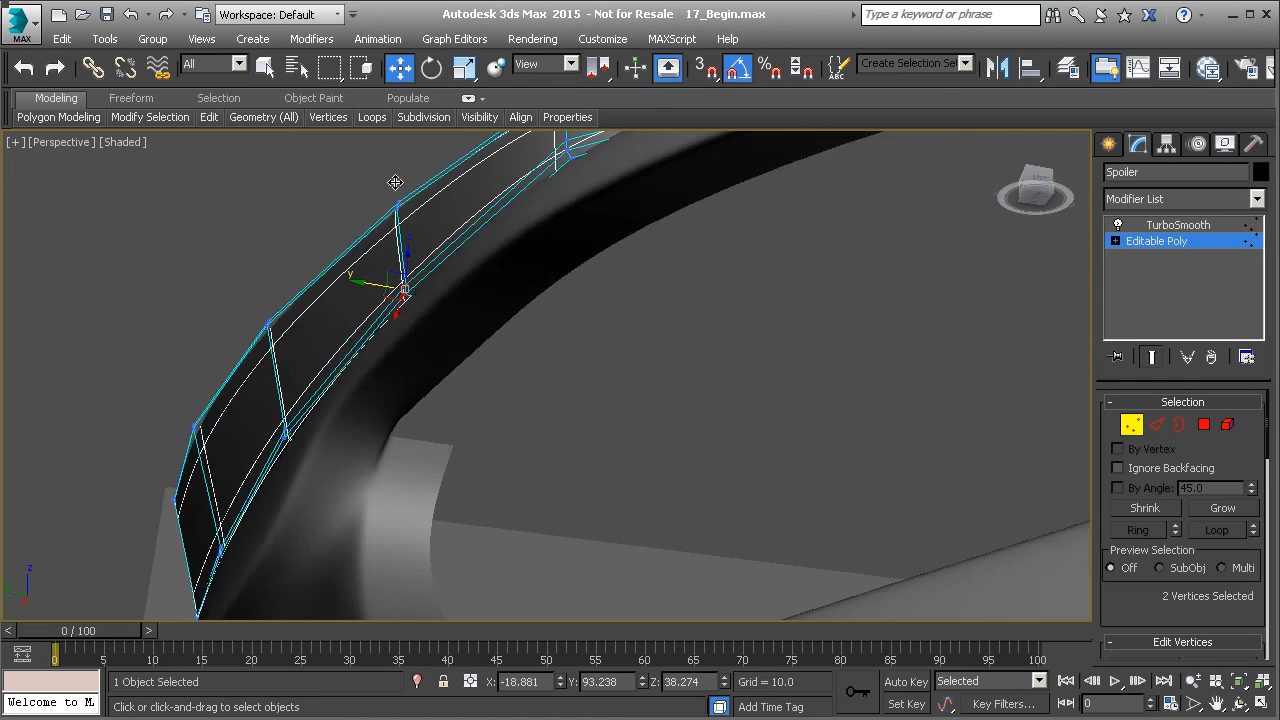 Workspace: Default
Autodesk 3ds Max 2015 - Not for Resale 17_Begin.max
Type a keyword or phrase
MAX
Edit Tools Group Views Create Modifiers Animation Graph Editors Rendering Customize MAXScript Help
All View 3 Create Selection Se
Modeling Freeform Selection Object Paint Populate
Polygon Modeling Modify Selection Edit Geometry (All) Vertices Loops Subdivision Visibility Align Properties
[+] [Perspective] [Shaded]
Spoiler
Modifier List
TurboSmooth
Editable Poly
z
y
z
- Selection
By Vertex
Ignore Backfacing
By Angle: 45.0
Shrink Grow
Ring Loop
Preview Selection
Off SubObj Multi
2 Vertices Selected
- Edit Vertices
< 0 / 100 >
0 5 10 15 20 25 30 35 40 45 50 55 60 65 70 75 80 85 90 95 100
1 Object Selected X: -18.881 Y: 93.238 Z: 38.274 Grid = 10.0 Auto Key Selected
Welcome to M Click or click-and-drag to select objects Add Time Tag Set Key Key Filters... 0